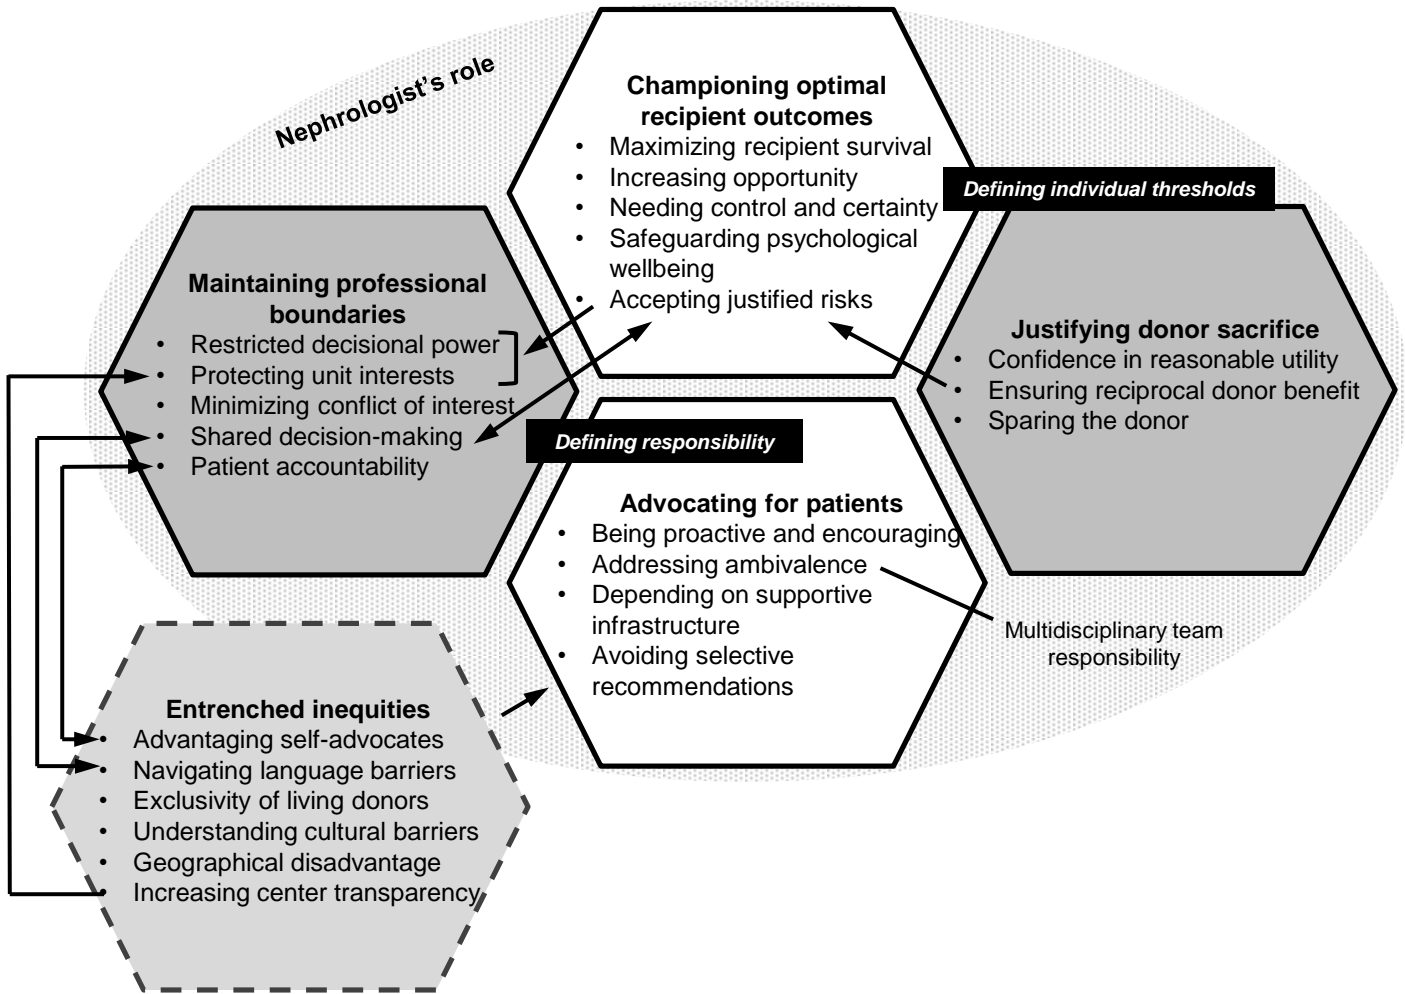 Nephrologist's role
Championing optimal
recipient outcomes
• Maximizing recipient survival
• Increasing opportunity
• Needing control and certainty
• Safeguarding psychological
wellbeing
• Accepting justified risks
Defining individual thresholds
Maintaining professional
boundaries
• Restricted decisional power
• Protecting unit interests
• Minimizing conflict of interest
• Shared decision-making
• Patient accountability
Justifying donor sacrifice
• Confidence in reasonable utility
• Ensuring reciprocal donor benefit
• Sparing the donor
Defining responsibility
Advocating for patients
• Being proactive and encouraging
• Addressing ambivalence
• Depending on supportive
infrastructure
• Avoiding selective
recommendations
Multidisciplinary team
responsibility
Entrenched inequities
• Advantaging self-advocates
• Navigating language barriers
• Exclusivity of living donors
• Understanding cultural barriers
• Geographical disadvantage
• Increasing center transparency